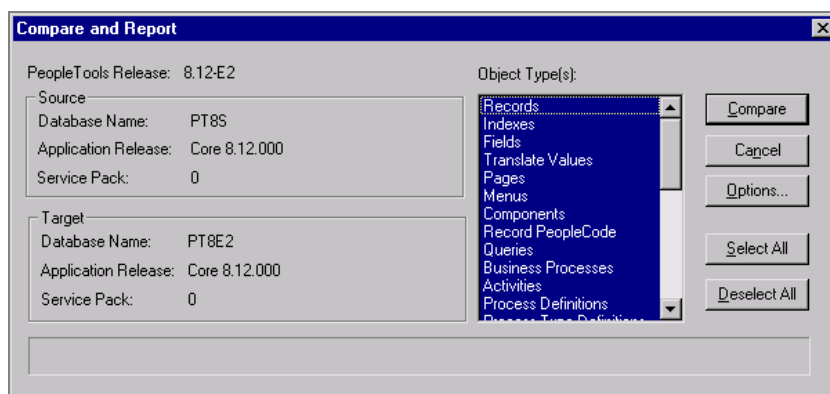 Compare and Report
PeopleTools Release: 8.12-E2
Source
Database Name: PT8S
Application Release: Core 8.12.000
Service Pack: 0
Target
Database Name: PT8E2
Application Release: Core 8.12.000
Service Pack: 0
Object Type(s):
Records
Indexes
Fields
Translate Values
Pages
Menus
Components
Record PeopleCode
Queries
Business Processes
Activities
Process Definitions
Process Type Definitions
Compare
Cancel
Options...
Select All
Deselect All